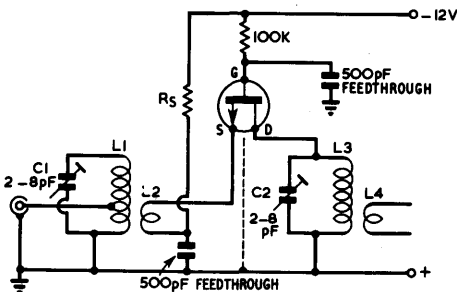 -12V
100K
G
500pF
FEEDTHROUGH
RS
S
D
L1
C1
2-8pF
L2
C2
2-8
pF
L3
L4
500pF FEEDTHROUGH
+